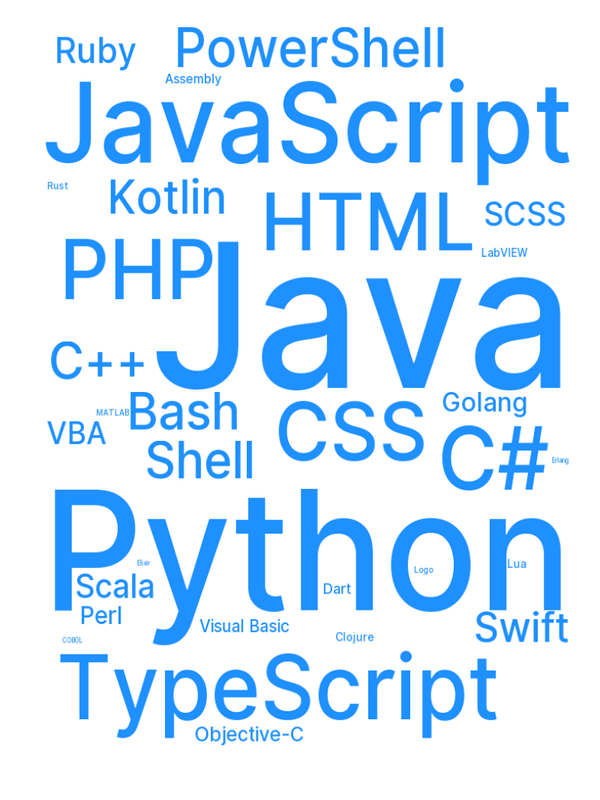 Ruby
PowerShell
Assembly
JavaScript
Rust
Kotlin
HTML
SCSS
PHP
LabVIEW
Java
C++
MATLAB
Bash
CSS
Golang
VBA
Shell
C#
Erlang
Python
Elixir
Scala
Dart
Logo
Lua
Perl
Visual Basic
Swift
COBOL
Clojure
TypeScript
Objective-C